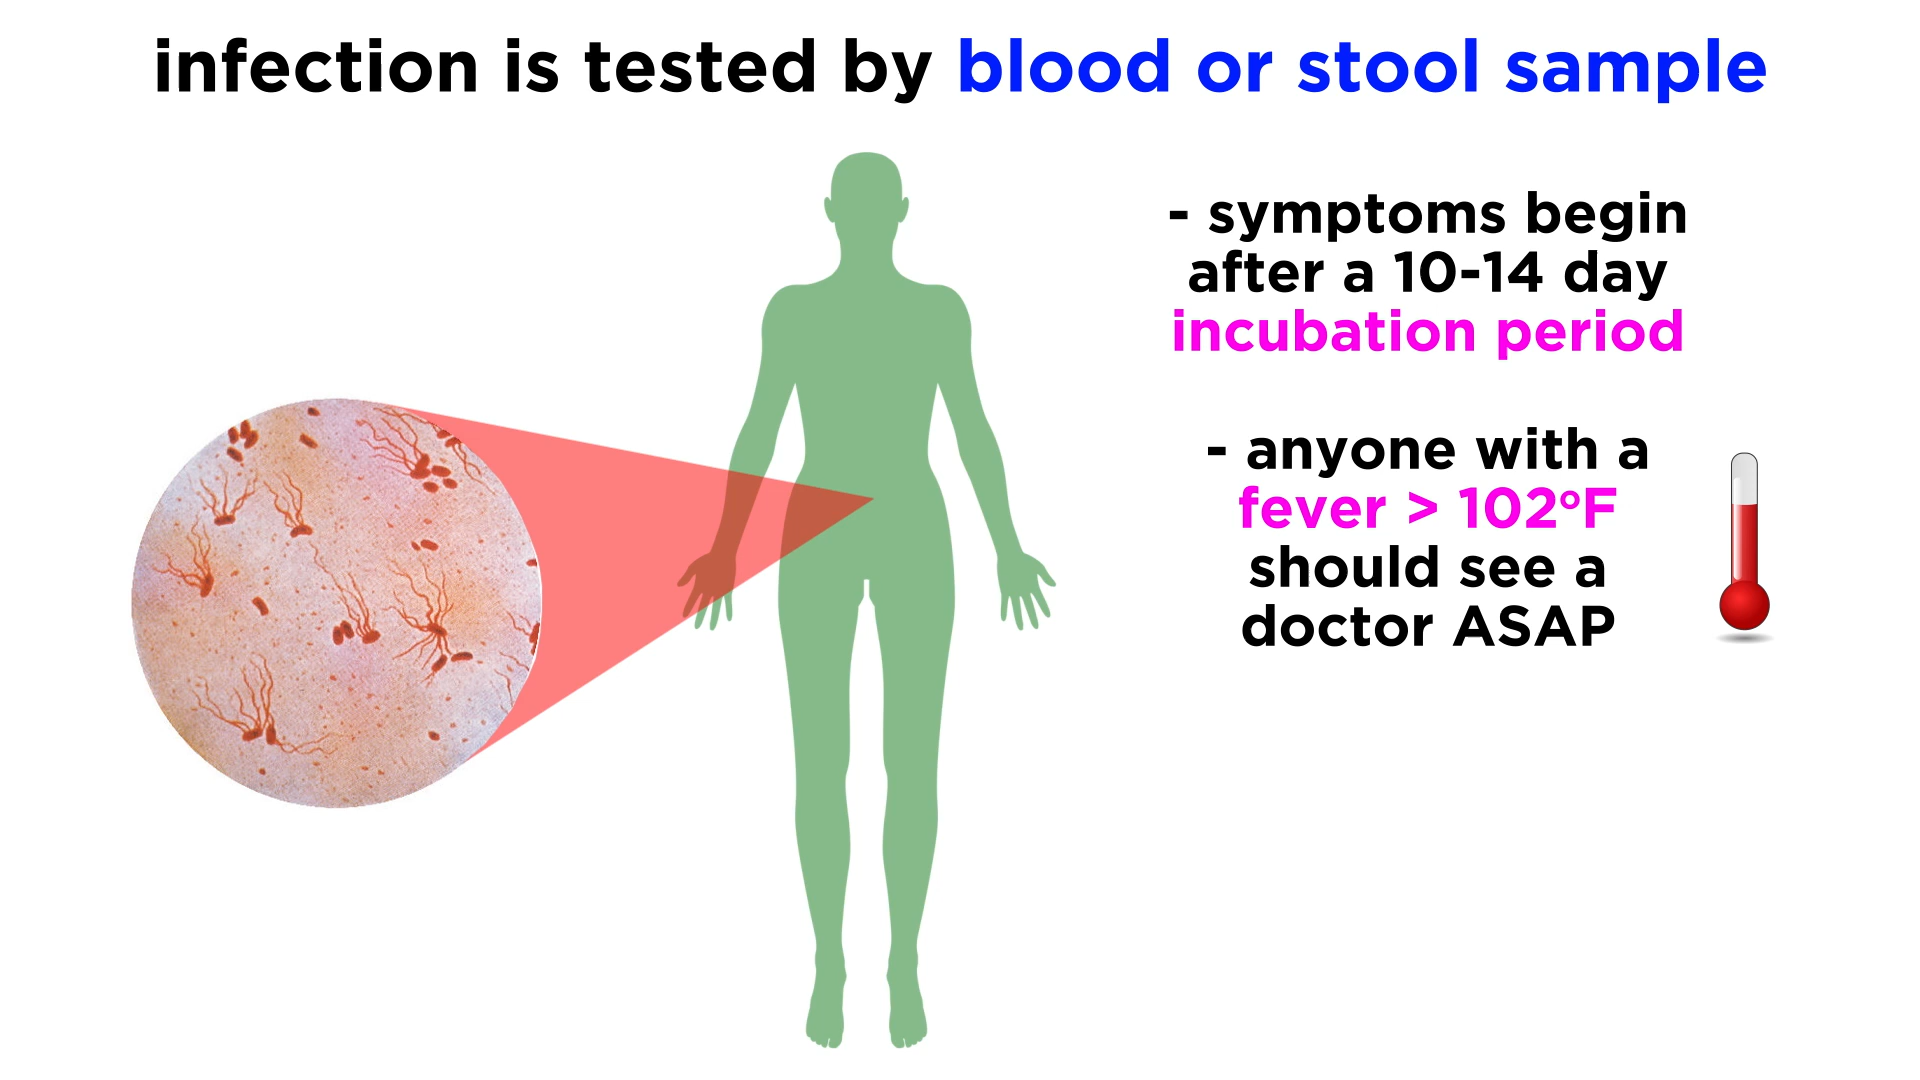 infection is tested by blood or stool sample
- symptoms begin
after a 10-14 day
incubation period
- anyone with a
fever > 102°F
should see a
doctor ASAP